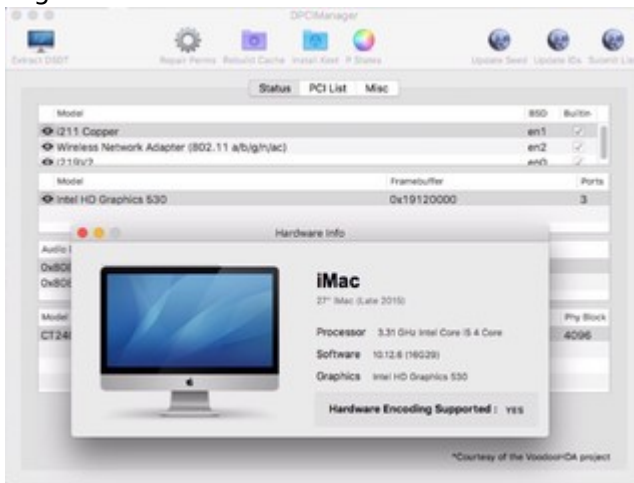 DPCIManager
Extract DSDT
Repair Perms
Rebuild Cache
Install Kext
P States
Update Seed
Update IDs
Submit
Status
PCI List
Misc
Model
BSD
Builtin
i211 Copper
en1
Wireless Network Adapter (802.11 a/b/g/n/ac)
en2
i219V2
en0
Model
Framebuffer
Ports
Intel HD Graphics 530
0x19120000
3
Hardware Info
Audio
iMac
27" iMac (Late 2015)
Processor 3.31 GHz Intel Core i5 4 Core
Software 10.12.6 (16G29)
Graphics Intel HD Graphics 530
Hardware Encoding Supported : YES
Model
Phy Block
4096
*Courtesy of the VoodooHDA project